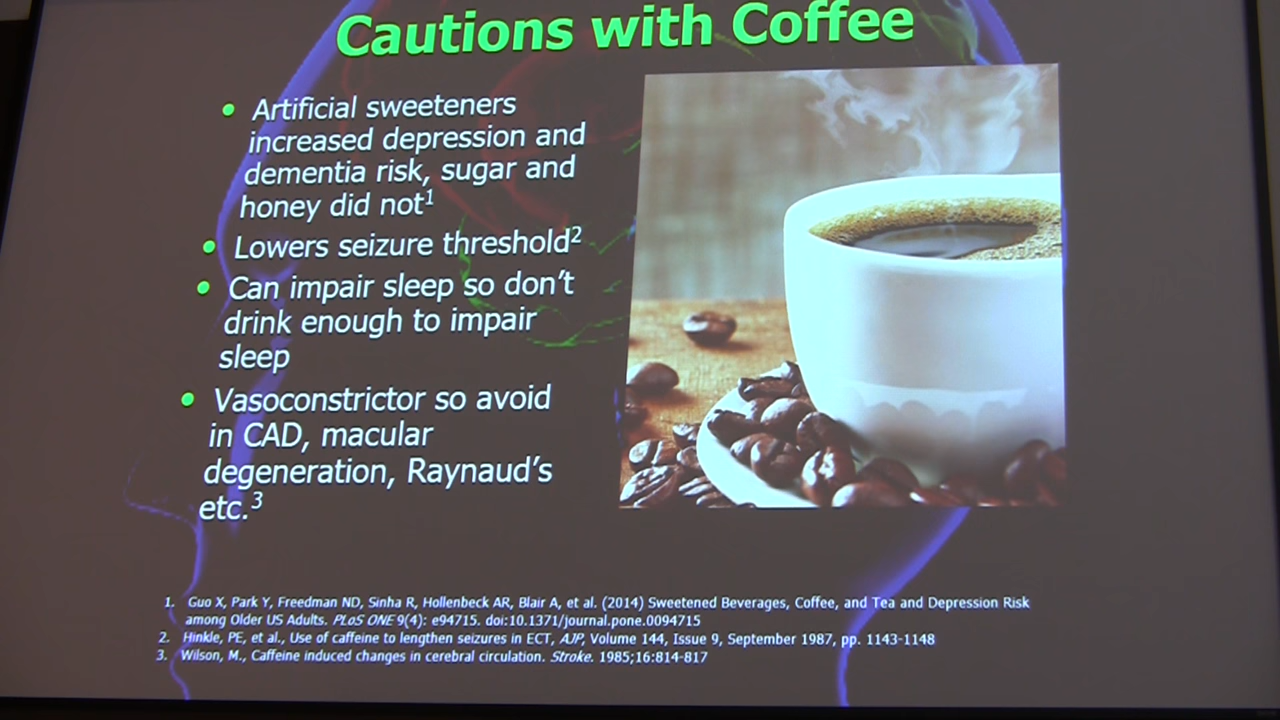 Cautions with Coffee
• Artificial sweeteners
increased depression and
dementia risk, sugar and
honey did not¹
• Lowers seizure threshold²
• Can impair sleep so don't
drink enough to impair
sleep
• Vasoconstrictor so avoid
in CAD, macular
degeneration, Raynaud's
etc.³
1. Guo X, Park Y, Freedman ND, Sinha R, Hollenbeck AR, Blair A, et al. (2014) Sweetened Beverages, Coffee, and Tea and Depression Risk
among Older US Adults. PLoS ONE 9(4): e94715. doi:10.1371/journal.pone.0094715
2. Hinkle, PE, et al., Use of caffeine to lengthen seizures in ECT, AJP, Volume 144, Issue 9, September 1987, pp. 1143-1148
3. Wilson, M., Caffeine induced changes in cerebral circulation. Stroke. 1985;16:814-817